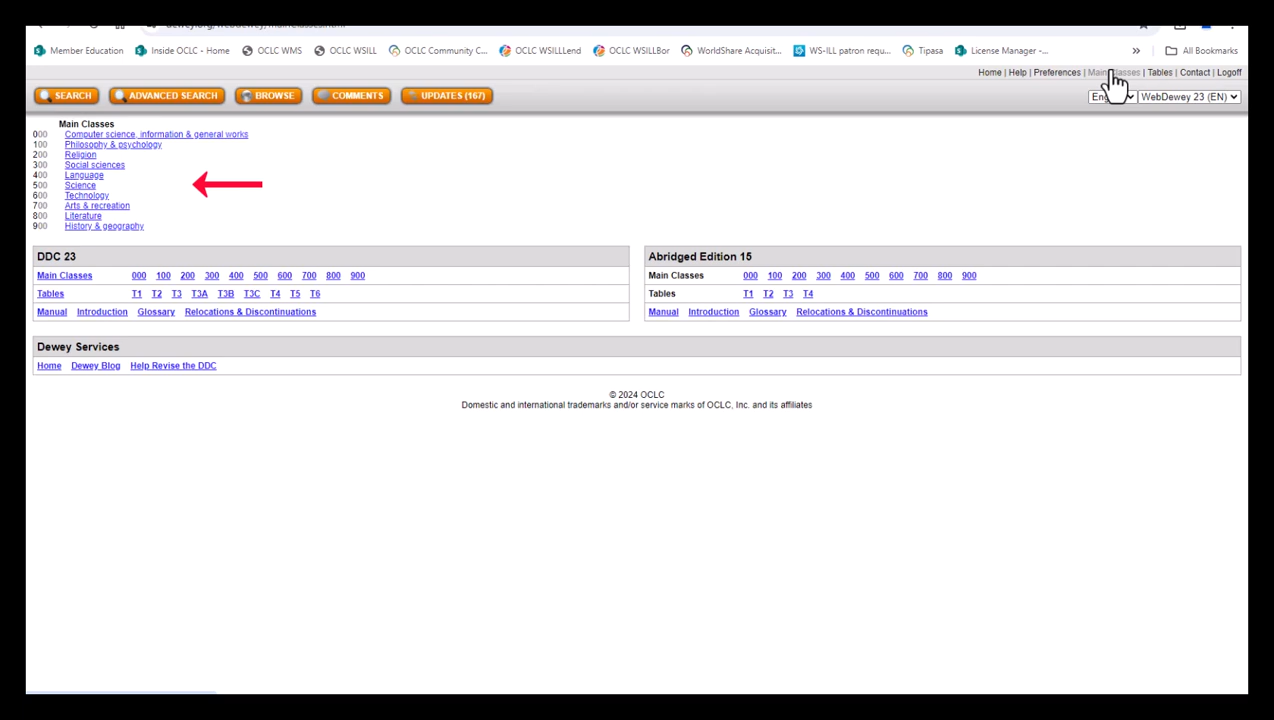 Member Education Inside OCLC - Home OCLC WMS OCLC WSILL OCLC Community C... OCLC WSILLLend OCLC WSILLBor WorldShare Acquisit... WS-ILL patron requ... Tipasa License Manager -... » All Bookmarks
Home | Help | Preferences | Main Classes | Tables | Contact | Logoff
SEARCH ADVANCED SEARCH BROWSE COMMENTS UPDATES (167) WebDewey 23 (EN)
Main Classes
000 Computer science, information & general works
100 Philosophy & psychology
200 Religion
300 Social sciences
400 Language
500 Science
600 Technology
700 Arts & recreation
800 Literature
900 History & geography
DDC 23
Main Classes 000 100 200 300 400 500 600 700 800 900
Tables T1 T2 T3 T3A T3B T3C T4 T5 T6
Manual Introduction Glossary Relocations & Discontinuations
Abridged Edition 15
Main Classes 000 100 200 300 400 500 600 700 800 900
Tables T1 T2 T3 T4
Manual Introduction Glossary Relocations & Discontinuations
Dewey Services
Home Dewey Blog Help Revise the DDC
© 2024 OCLC
Domestic and international trademarks and/or service marks of OCLC, Inc. and its affiliates